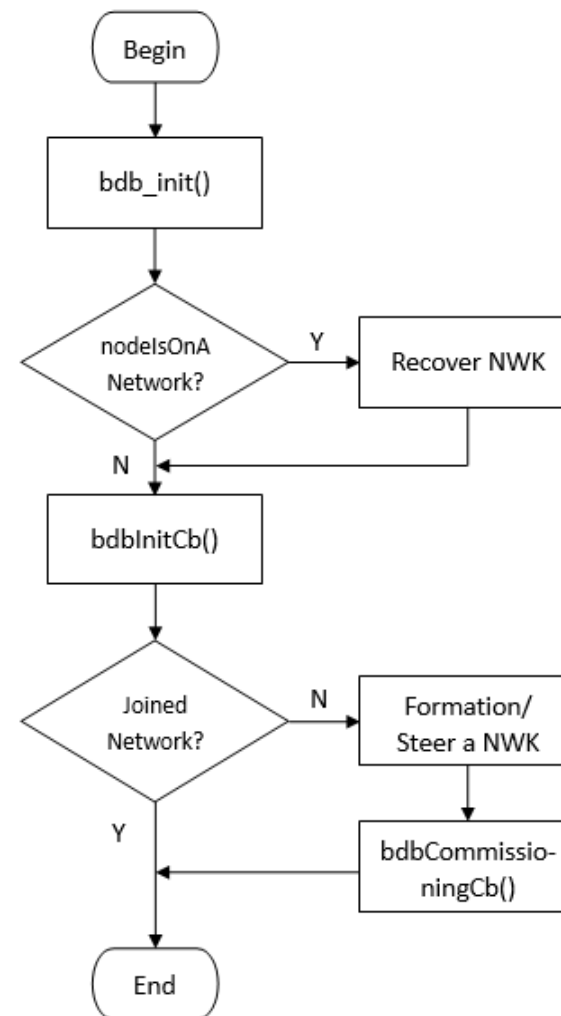 Begin
bdb_init()
nodeIsOnA
Network?
Y
Recover NWK
N
bdbInitCb()
Joined
Network?
N
Formation/
Steer a NWK
Y
bdbCommissio-
ningCb()
End